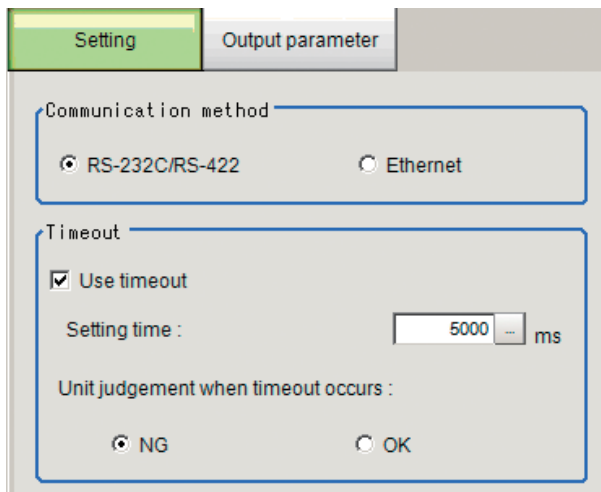 Setting Output parameter
Communication method
RS-232C/RS-422 Ethernet
Timeout
Use timeout
Setting time : 5000 ... ms
Unit judgement when timeout occurs :
NG OK